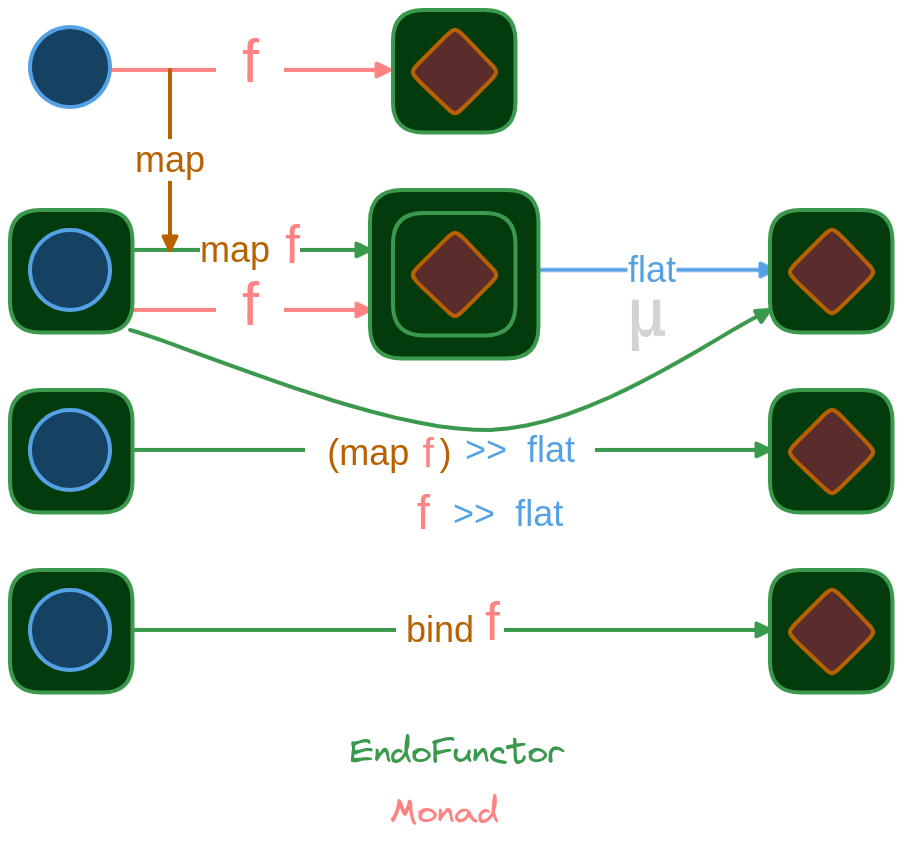 f
map
map f
flat
f
μ
(map f) >> flat
f >> flat
bind f
EndoFunctor
Monad